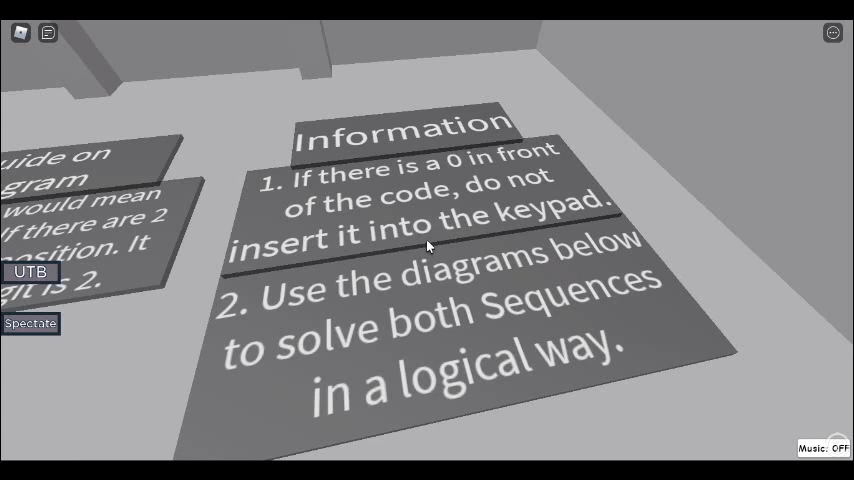 Information
1. If there is a 0 in front
of the code, do not
insert it into the keypad.
2. Use the diagrams below
to solve both Sequences
in a logical way.
uide on
gram
would mean
If there are 2
osition. It
git is 2.
UTB
Spectate
Music: OFF